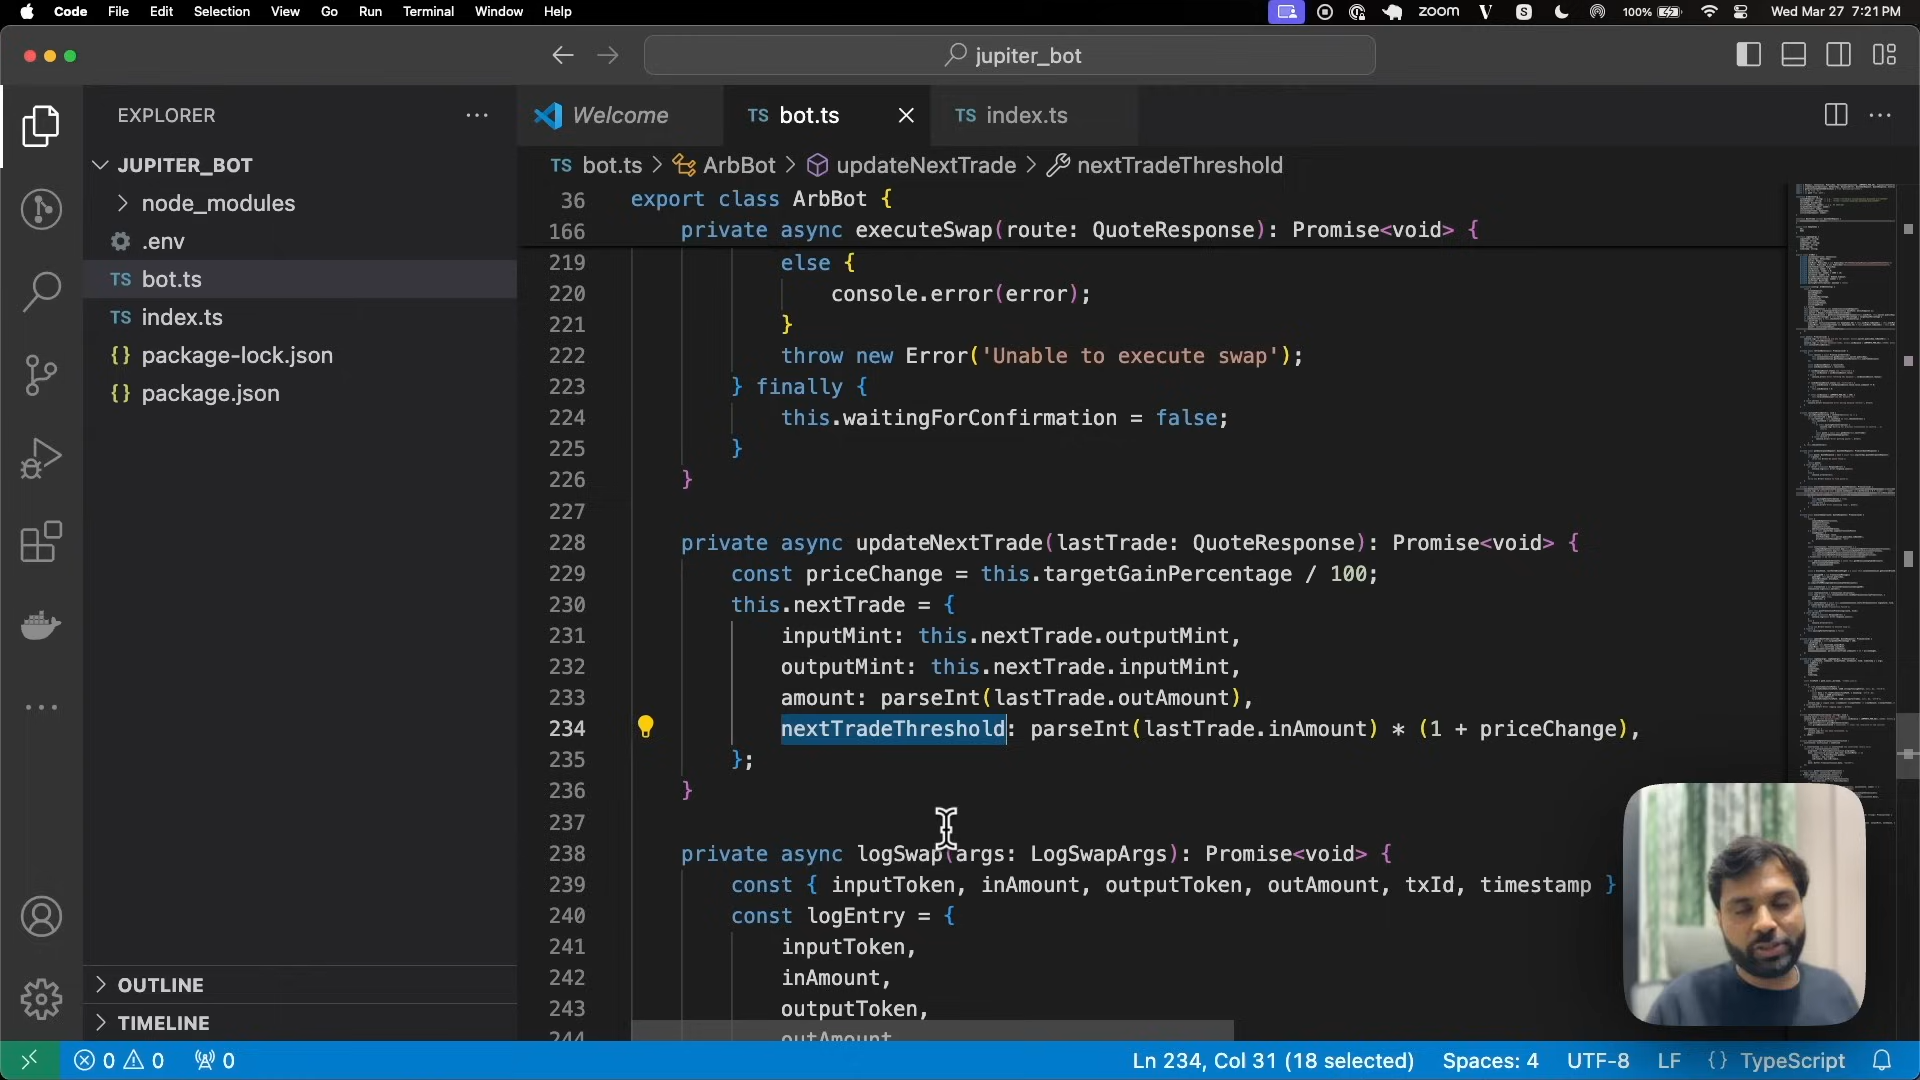 Code File Edit Selection View Go Run Terminal Window Help zoom 100% Wed Mar 27 7:21 PM
jupiter_bot
EXPLORER
Welcome
TS bot.ts
TS index.ts
JUPITER_BOT
TS bot.ts > ArbBot > updateNextTrade > nextTradeThreshold
node_modules
.env
TS bot.ts
TS index.ts
{} package-lock.json
{} package.json
OUTLINE
TIMELINE
36 export class ArbBot {
166 private async executeSwap(route: QuoteResponse): Promise<void> {
219 else {
220 console.error(error);
221 }
222 throw new Error('Unable to execute swap');
223 } finally {
224 this.waitingForConfirmation = false;
225 }
226 }
227
228 private async updateNextTrade(lastTrade: QuoteResponse): Promise<void> {
229 const priceChange = this.targetGainPercentage / 100;
230 this.nextTrade = {
231 inputMint: this.nextTrade.outputMint,
232 outputMint: this.nextTrade.inputMint,
233 amount: parseInt(lastTrade.outAmount),
234 nextTradeThreshold: parseInt(lastTrade.inAmount) * (1 + priceChange),
235 };
236 }
237
238 private async logSwap(args: LogSwapArgs): Promise<void> {
239 const { inputToken, inAmount, outputToken, outAmount, txId, timestamp }
240 const logEntry = {
241 inputToken,
242 inAmount,
243 outputToken,
244 outAmount
0 0 0 Ln 234, Col 31 (18 selected) Spaces: 4 UTF-8 LF {} TypeScript